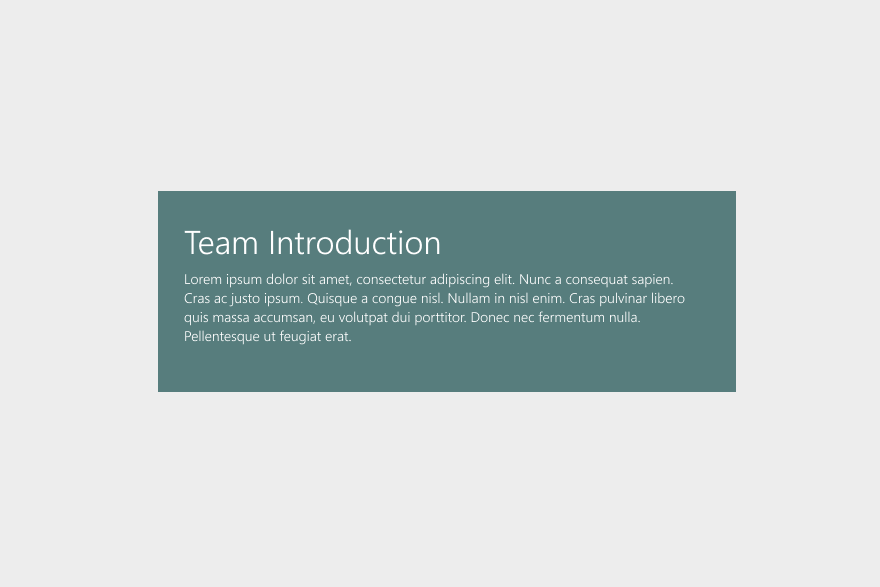 Team Introduction
Lorem ipsum dolor sit amet, consectetur adipiscing elit. Nunc a consequat sapien.
Cras ac justo ipsum. Quisque a congue nisl. Nullam in nisl enim. Cras pulvinar libero
quis massa accumsan, eu volutpat dui porttitor. Donec nec fermentum nulla.
Pellentesque ut feugiat erat.